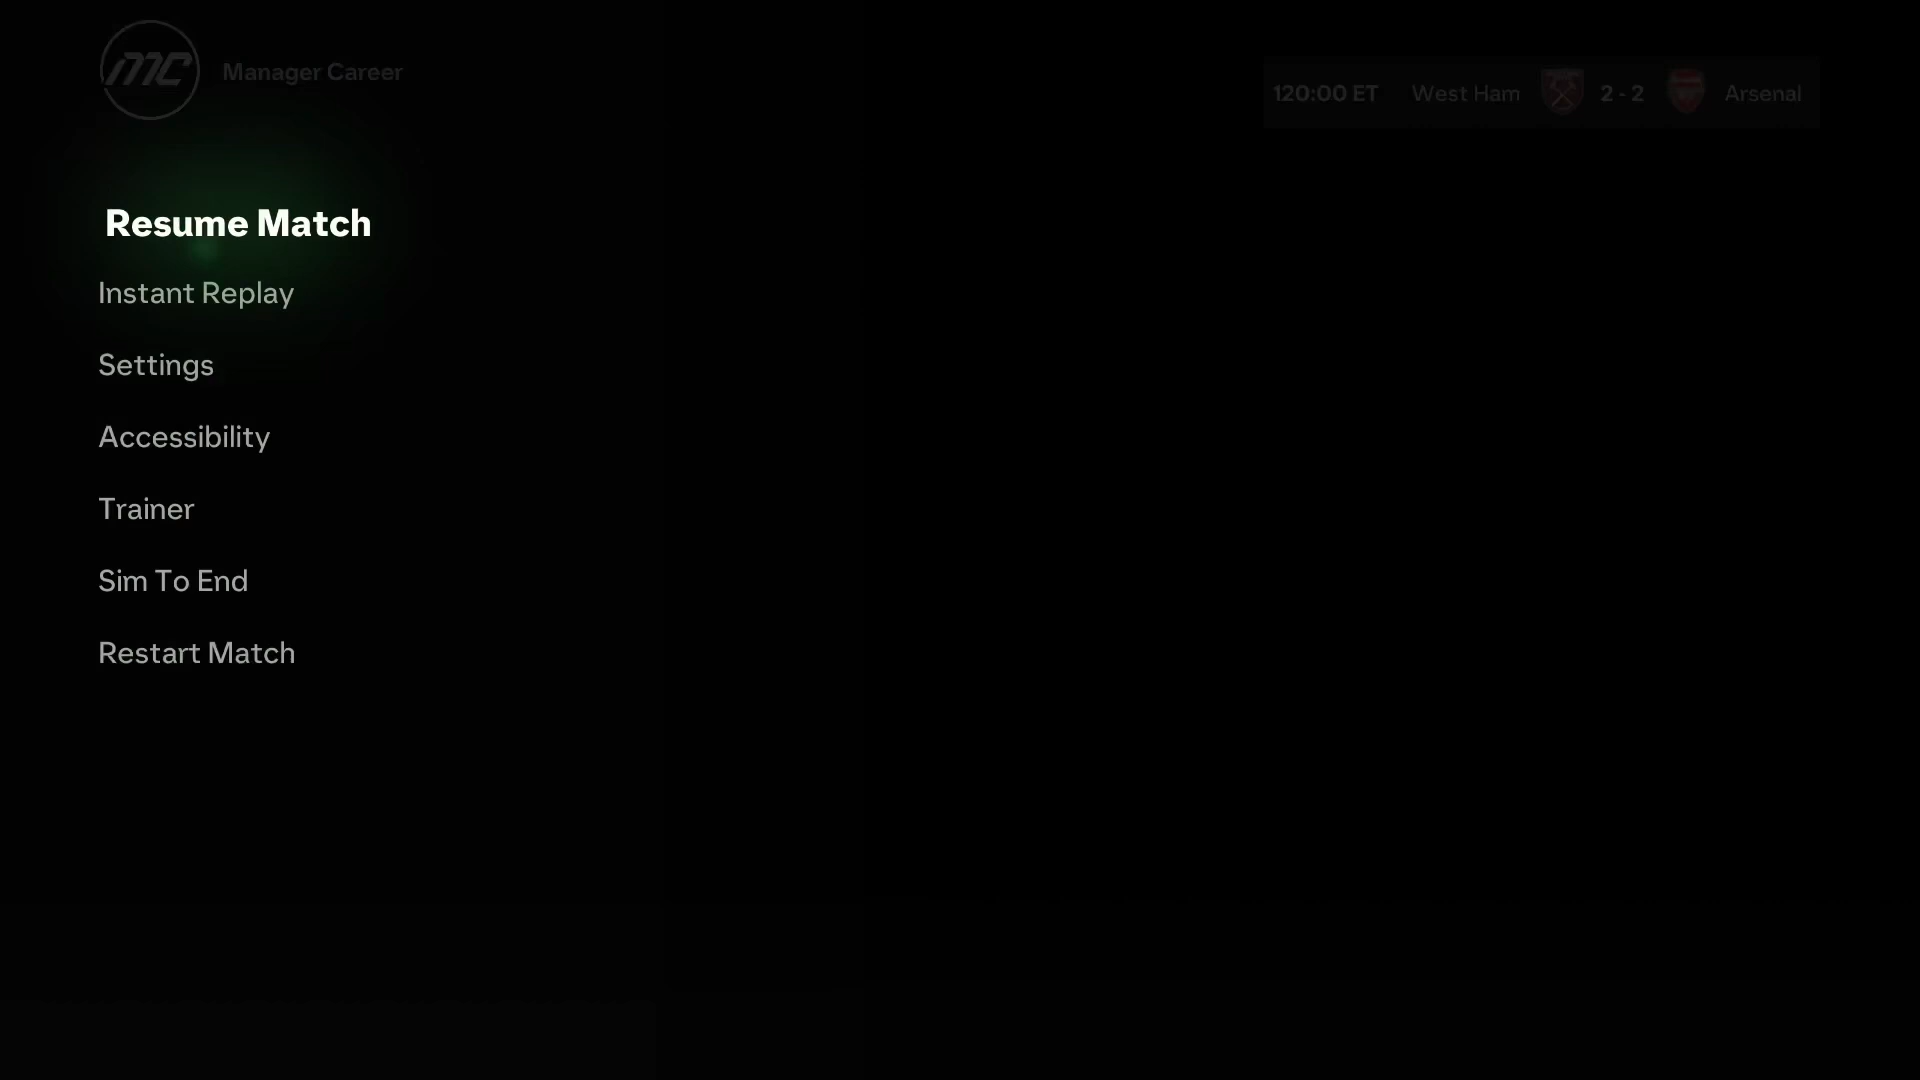 MC
Manager Career
120:00 ET West Ham 2 - 2 Arsenal
Resume Match
Instant Replay
Settings
Accessibility
Trainer
Sim To End
Restart Match